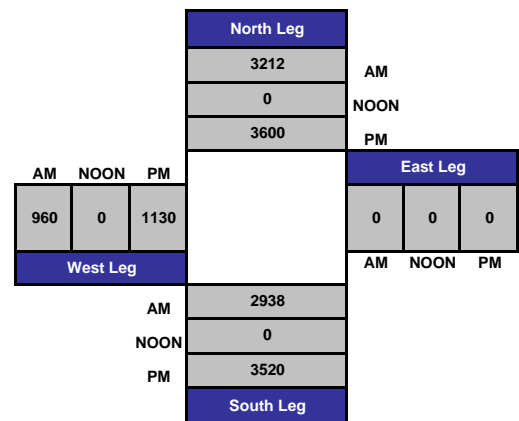 North Leg
3212
AM
0
NOON
3600
PM
AM NOON PM
East Leg
960 0 1130
0 0 0
West Leg
AM NOON PM
AM
2938
NOON
0
PM
3520
South Leg